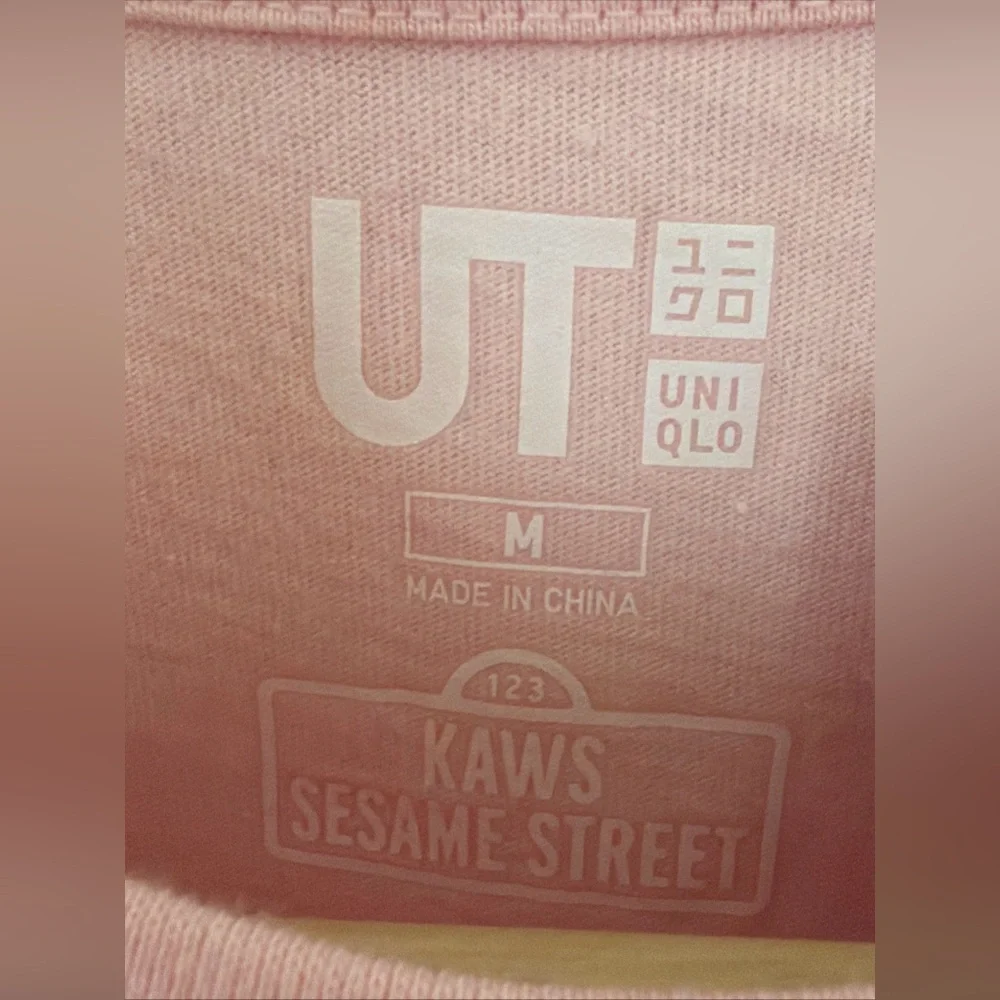 UT
ユニ
クロ
UNI
QLO
M
MADE IN CHINA
123
KAWS
SESAME STREET